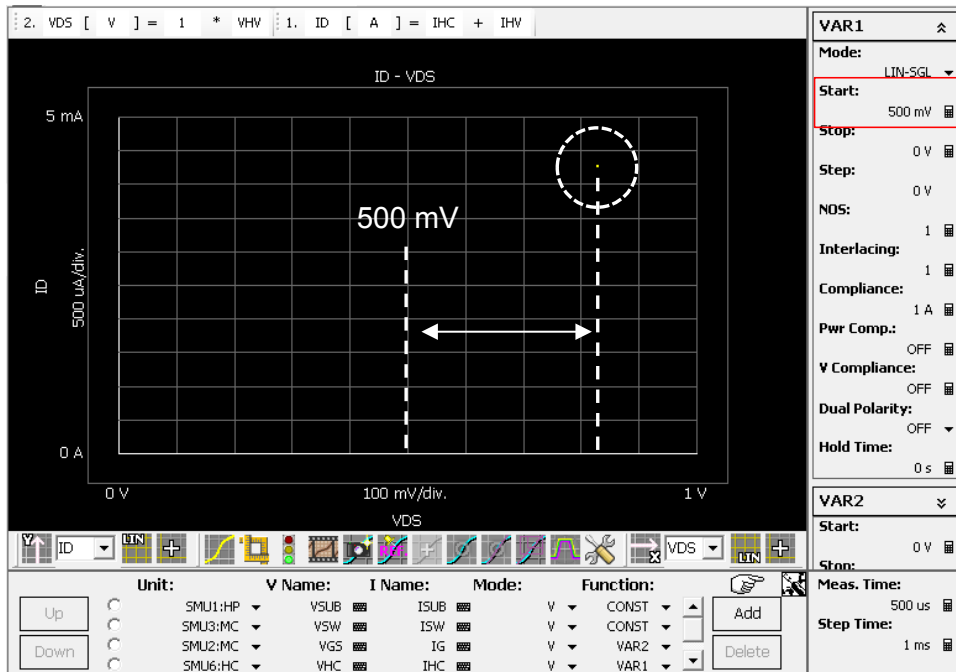 2. VDS [ V ] = 1 * VHV 1. ID [ A ] = IHC + IHV
ID - VDS
5 mA
500 mV
ID
500 uA/div.
0 A
0 V 100 mV/div. 1 V
VDS
VAR1
Mode:
LIN-SGL
Start:
500 mV
Stop:
0 V
Step:
0 V
NOS:
1
Interlacing:
1
Compliance:
1 A
Pwr Comp.:
OFF
V Compliance:
OFF
Dual Polarity:
OFF
Hold Time:
0 s
VAR2
Start:
0 V
Stop:
Y ID LIN X VDS LIN
Unit: V Name: I Name: Mode: Function:
Up SMU1:HP VSUB ISUB V CONST Add
SMU3:MC VSW ISW V CONST
Down SMU2:MC VGS IG V VAR2 Delete
SMU6:HC VHC IHC V VAR1
Meas. Time:
500 us
Step Time:
1 ms